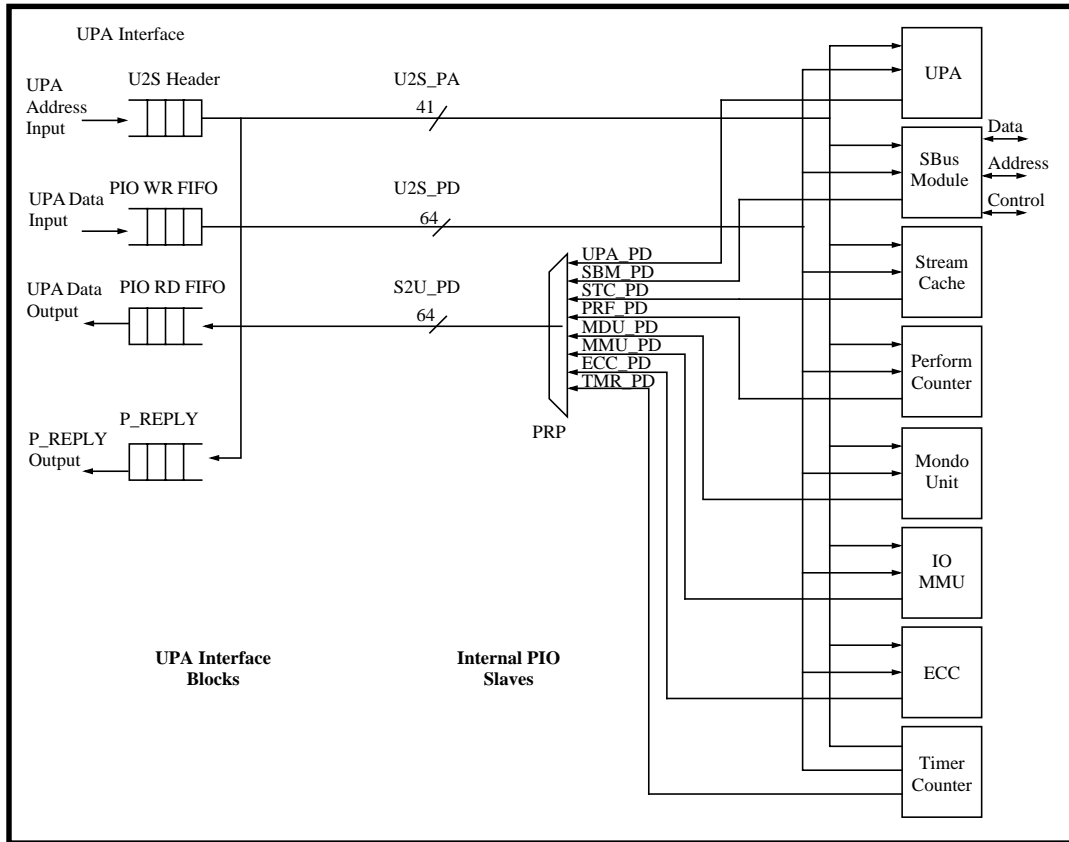 UPA Interface
UPA
Address
Input
U2S Header
U2S_PA
41
UPA Data
Input
PIO WR FIFO
U2S_PD
64
UPA Data
Output
PIO RD FIFO
S2U_PD
64
P_REPLY
Output
P_REPLY
UPA_PD
SBM_PD
STC_PD
PRF_PD
MDU_PD
MMU_PD
ECC_PD
TMR_PD
PRP
UPA
SBus
Module
Data
Address
Control
Stream
Cache
Perform
Counter
Mondo
Unit
IO
MMU
ECC
Timer
Counter
UPA Interface
Blocks
Internal PIO
Slaves